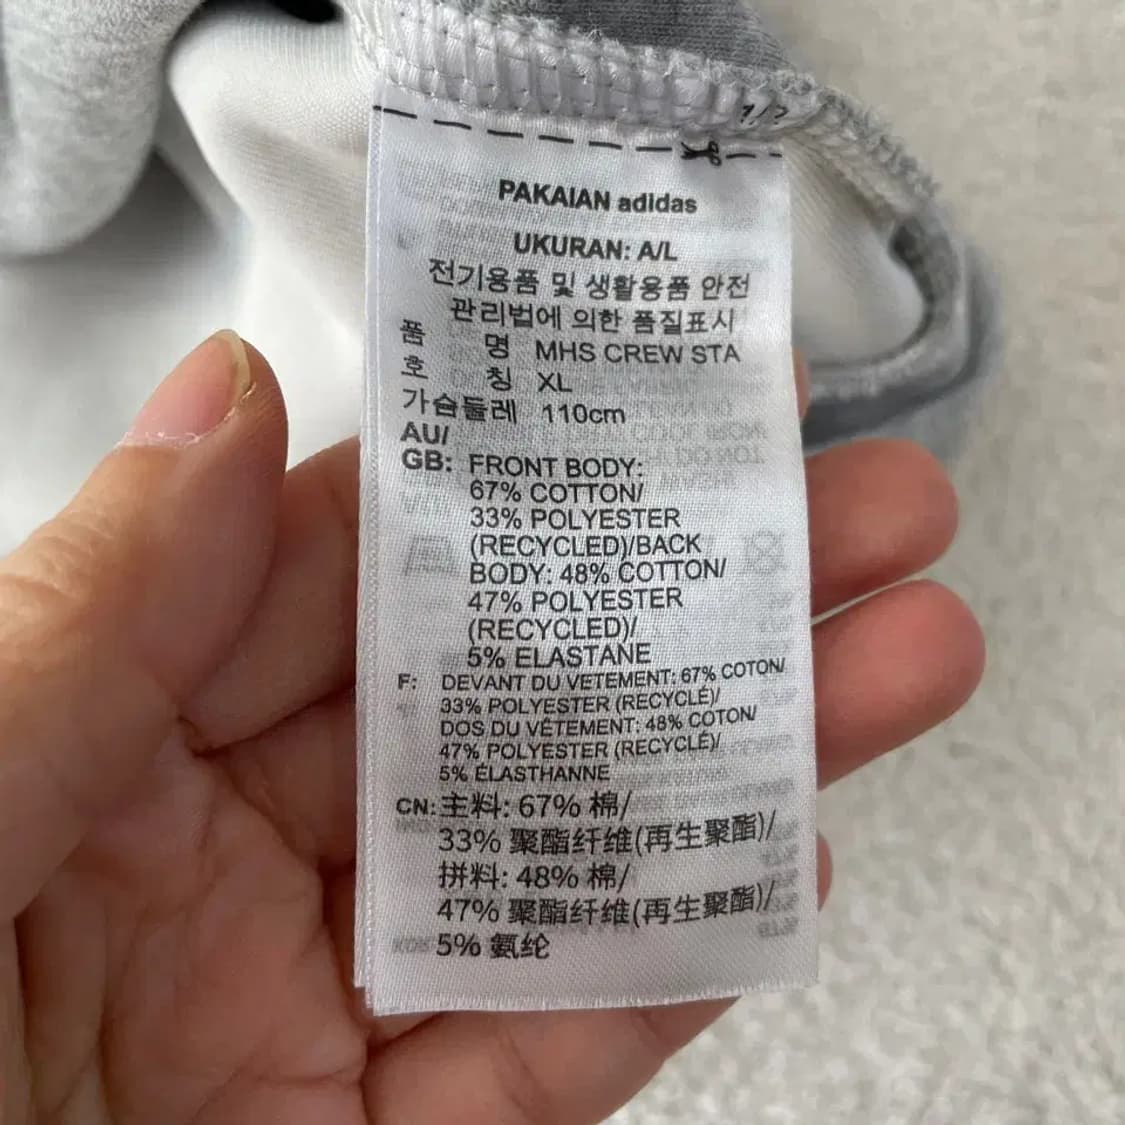 1/2
PAKAIAN adidas
UKURAN: A/L
전기용품 및 생활용품 안전
관리법에 의한 품질표시
품 명 MHS CREW STA
호 칭 XL
가슴둘레 110cm
AU/
GB: FRONT BODY:
67% COTTON/
33% POLYESTER
(RECYCLED)/BACK
BODY: 48% COTTON/
47% POLYESTER
(RECYCLED)/
5% ELASTANE
F: DEVANT DU VETEMENT: 67% COTON/
33% POLYESTER (RECYCLÉ)/
DOS DU VÉTEMENT: 48% COTON/
47% POLYESTER (RECYCLÉ)/
5% ÉLASTHANNE
CN: 主料: 67% 棉/
33% 聚酯纤维(再生聚酯)/
拼料: 48% 棉/
47% 聚酯纤维(再生聚酯)/
5% 氨纶